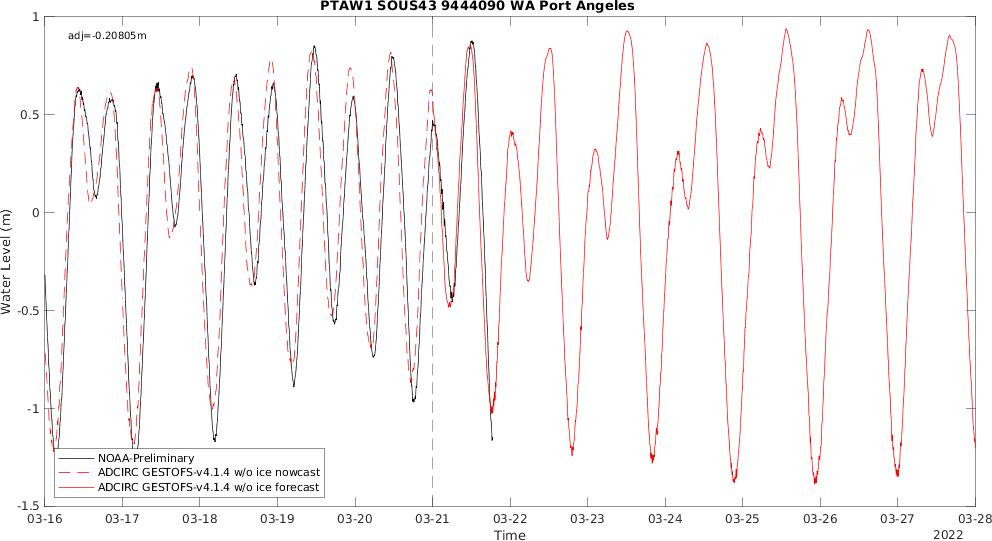 PTAW1 SOUS43 9444090 WA Port Angeles
adj=-0.20805m
1
0.5
0
-0.5
-1
-1.5
Water Level (m)
NOAA-Preliminary
ADCIRC GESTOFS-v4.1.4 w/o ice nowcast
ADCIRC GESTOFS-v4.1.4 w/o ice forecast
03-16 03-17 03-18 03-19 03-20 03-21 03-22 03-23 03-24 03-25 03-26 03-27 03-28
Time
2022